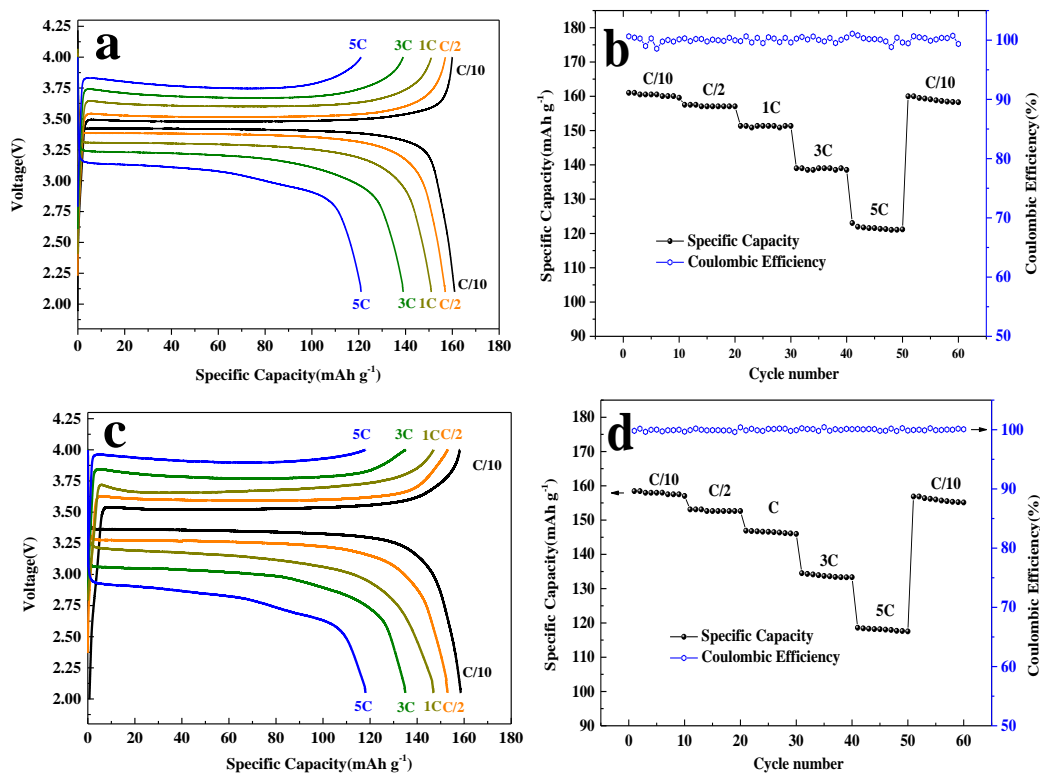 a
4.25
4.00
3.75
3.50
3.25
3.00
2.75
2.50
2.25
2.00
Voltage(V)
5C
3C
1C
C/2
C/10
5C
3C
1C
C/2
C/10
0
20
40
60
80
100
120
140
160
180
Specific Capacity(mAh g⁻¹)
b
185
180
170
160
150
140
130
120
110
100
90
Specific Capacity(mAh g⁻¹)
C/10
C/2
1C
3C
5C
C/10
Specific Capacity
Coulombic Efficiency
100
90
80
70
60
50
Coulombic Efficiency(%)
0
10
20
30
40
50
60
Cycle number
c
4.25
4.00
3.75
3.50
3.25
3.00
2.75
2.50
2.25
2.00
Voltage(V)
5C
3C
1C
C/2
C/10
5C
3C
1C
C/2
C/10
0
20
40
60
80
100
120
140
160
180
Specific Capacity(mAh g⁻¹)
d
185
180
170
160
150
140
130
120
110
100
90
Specific Capacity(mAh g⁻¹)
C/10
C/2
C
3C
5C
C/10
Specific Capacity
Coulombic Efficiency
100
90
80
70
60
50
Coulombic Efficiency(%)
0
10
20
30
40
50
60
Cycle number